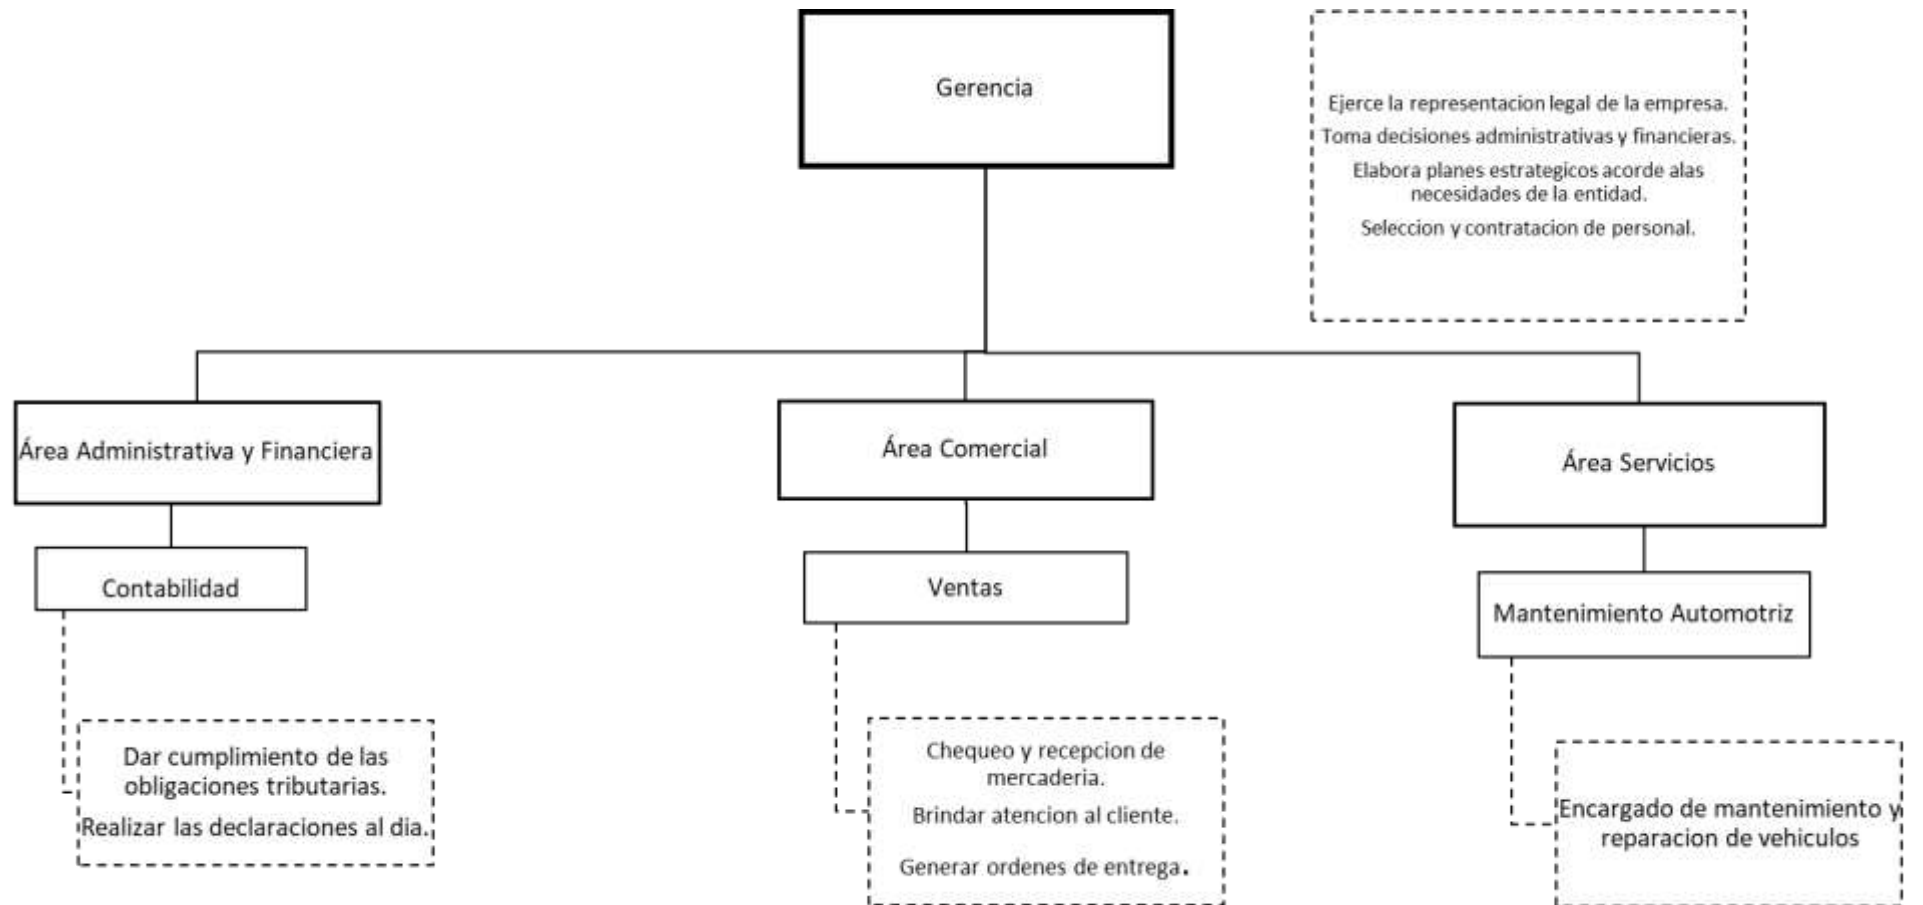 Gerencia
Ejerce la representacion legal de la empresa.
Toma decisiones administrativas y financieras.
Elabora planes estrategicos acorde alas
necesidades de la entidad.
Seleccion y contratacion de personal.
Área Administrativa y Financiera
Área Comercial
Área Servicios
Contabilidad
Ventas
Mantenimiento Automotriz
Dar cumplimiento de las
obligaciones tributarias.
Realizar las declaraciones al dia.
Chequeo y recepcion de
mercaderia.
Brindar atencion al cliente.
Generar ordenes de entrega.
Encargado de mantenimiento y
reparacion de vehiculos